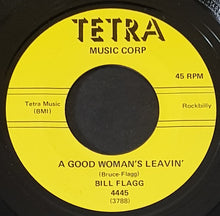 TETRA
MUSIC CORP
45 RPM
Tetra Music
(BMI)
Rockbilly
A GOOD WOMAN'S LEAVIN'
(Bruce-Flagg)
BILL FLAGG
4445
(3788)